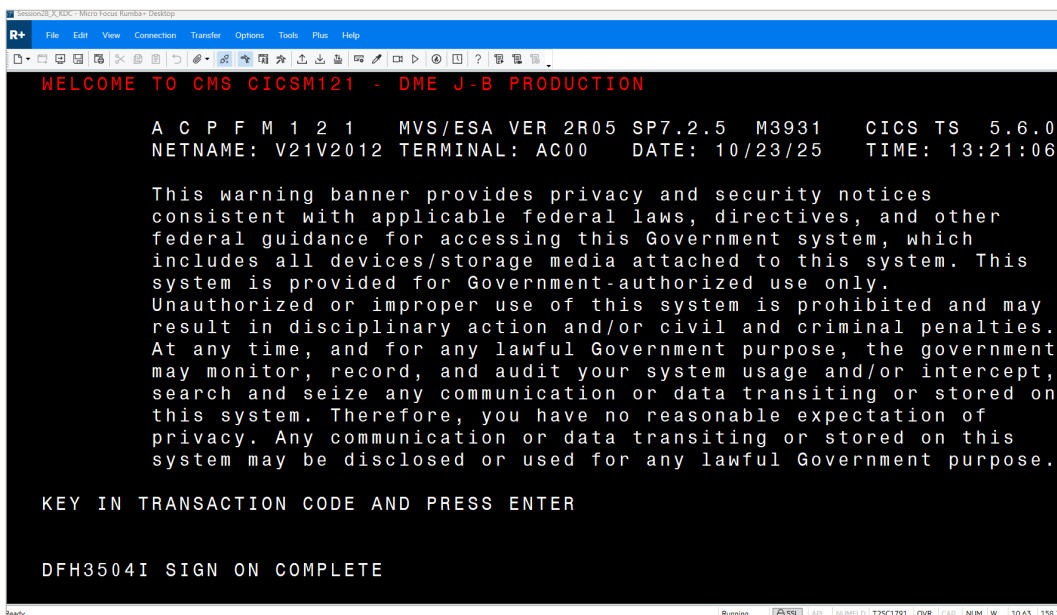 Session28_X_KDC - Micro Focus Rumba+ Desktop
R+ File Edit View Connection Transfer Options Tools Plus Help
WELCOME TO CMS CICSM121 - DME J-B PRODUCTION
A C P F M 1 2 1 MVS/ESA VER 2R05 SP7.2.5 M3931 CICS TS 5.6.0
NETNAME: V21V2012 TERMINAL: AC00 DATE: 10/23/25 TIME: 13:21:06
This warning banner provides privacy and security notices
consistent with applicable federal laws, directives, and other
federal guidance for accessing this Government system, which
includes all devices/storage media attached to this system. This
system is provided for Government-authorized use only.
Unauthorized or improper use of this system is prohibited and may
result in disciplinary action and/or civil and criminal penalties.
At any time, and for any lawful Government purpose, the government
may monitor, record, and audit your system usage and/or intercept,
search and seize any communication or data transiting or stored on
this system. Therefore, you have no reasonable expectation of
privacy. Any communication or data transiting or stored on this
system may be disclosed or used for any lawful Government purpose.
KEY IN TRANSACTION CODE AND PRESS ENTER
DFH3504I SIGN ON COMPLETE
Ready Running SSL APL NUMFLD T2SC1791 OVR CAP NUM W 10,63